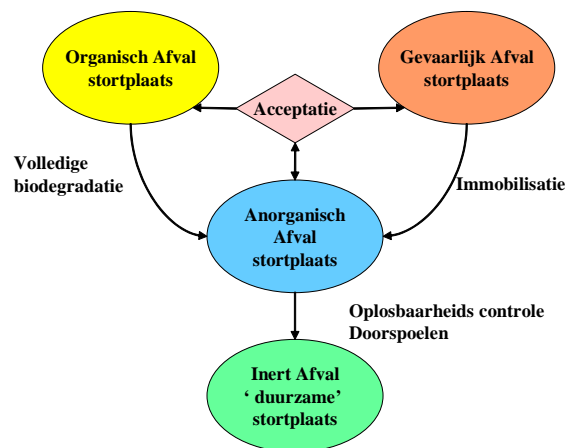 Organisch Afval
stortplaats
Gevaarlijk Afval
stortplaats
Acceptatie
Volledige
biodegradatie
Immobilisatie
Anorganisch
Afval
stortplaats
Oplosbaarheids controle
Doorspoelen
Inert Afval
‘ duurzame’
stortplaats